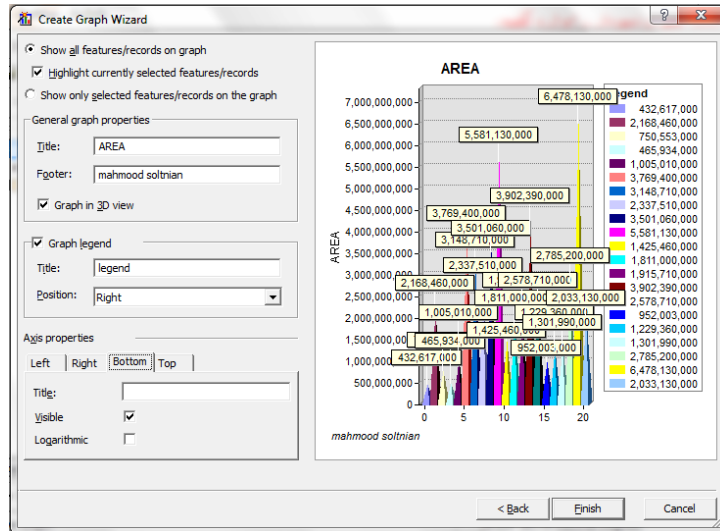 Create Graph Wizard
Show all features/records on graph
Highlight currently selected features/records
Show only selected features/records on the graph
General graph properties
Title: AREA
Footer: mahmood soltnian
Graph in 3D view
Graph legend
Title: legend
Position: Right
Axis properties
Left Right Bottom Top
Title:
Visible
Logarithmic
AREA
AREA
7,000,000,000
6,500,000,000
6,000,000,000
5,500,000,000
5,000,000,000
4,500,000,000
4,000,000,000
3,500,000,000
3,000,000,000
2,500,000,000
2,000,000,000
1,500,000,000
1,000,000,000
500,000,000
0
0 5 10 15 20
6,478,130,000
5,581,130,000
3,902,390,000
3,769,400,000
3,501,060,000
3,148,710,000
2,785,200,000
2,337,510,000
2,578,710,000
2,168,460,000
1,811,000,000
2,033,130,000
1,005,010,000
1,229,360,000
1,301,990,000
1,425,460,000
465,934,000
952,003,000
432,617,000
legend
432,617,000
2,168,460,000
750,553,000
465,934,000
1,005,010,000
3,769,400,000
3,148,710,000
2,337,510,000
3,501,060,000
5,581,130,000
1,425,460,000
1,811,000,000
1,915,710,000
3,902,390,000
2,578,710,000
952,003,000
1,229,360,000
1,301,990,000
2,785,200,000
6,478,130,000
2,033,130,000
mahmood soltnian
< Back
Finish
Cancel